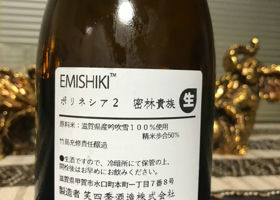 EMISHIKI™
ポリネシア2 密林貴族 生
原料米:滋賀県産吟吹雪100%使用
精米歩合50%
竹島充修責任醸造
●生酒ですので、冷暗所にて保管の上、
開栓後はお早めにお飲みください。
滋賀県甲賀市水口町本町一丁目7番8号
製造者 笑四季酒造株式会社